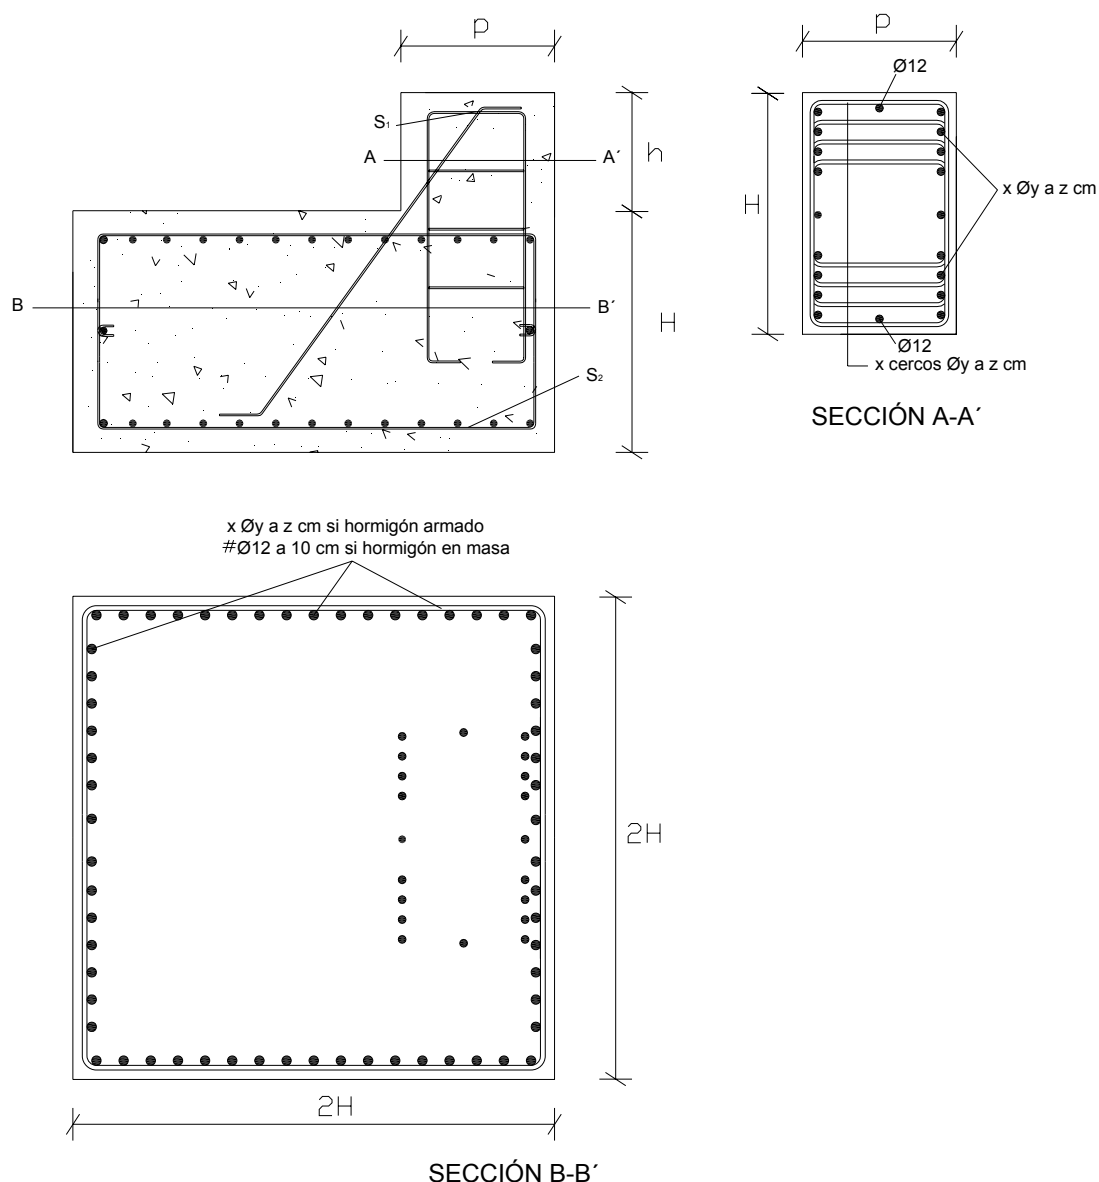 p
p
Ø12
S1
A
A´
h
H
x Øy a z cm
B
B´
H
S2
Ø12
x cercos Øy a z cm
SECCIÓN A-A´
x Øy a z cm si hormigón armado
#Ø12 a 10 cm si hormigón en masa
2H
2H
SECCIÓN B-B´